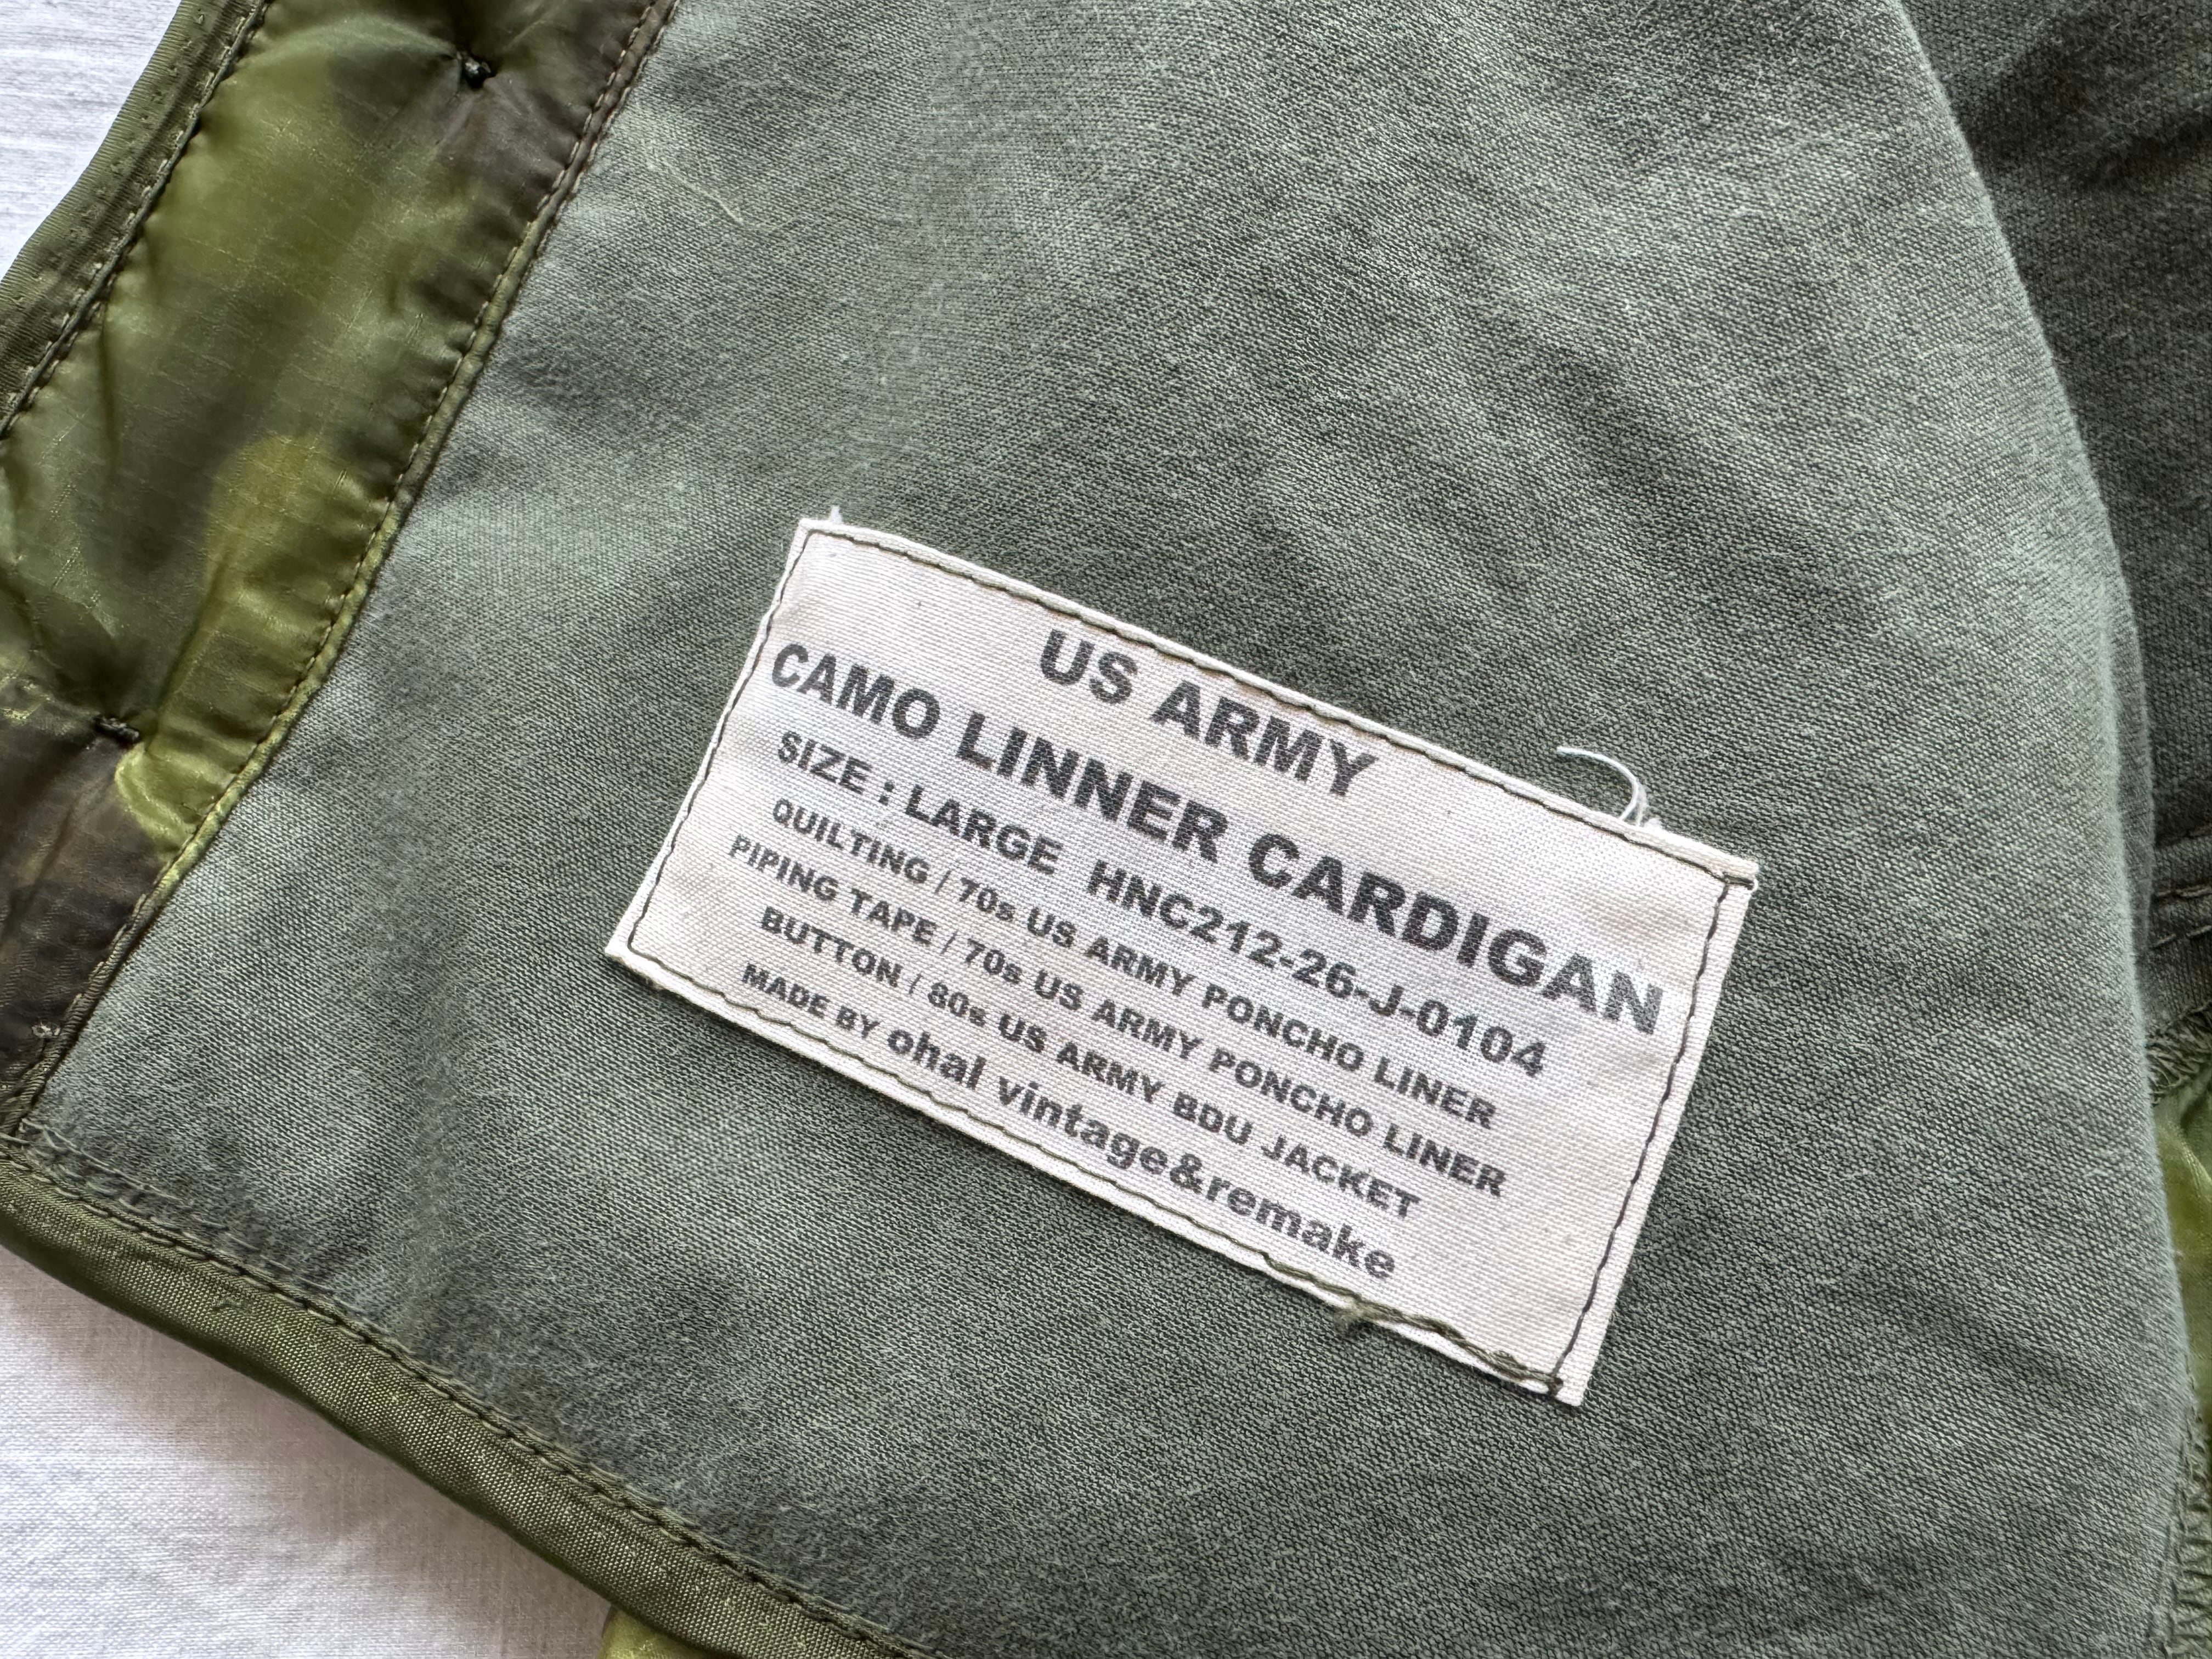 US ARMY
CAMO LINNER CARDIGAN
SIZE : LARGE HNC212-26-J-0104
QUILTING / 70s US ARMY PONCHO LINER
PIPING TAPE / 70s US ARMY PONCHO LINER
BUTTON / 80s US ARMY BDU JACKET
MADE BY ohal vintage&remake